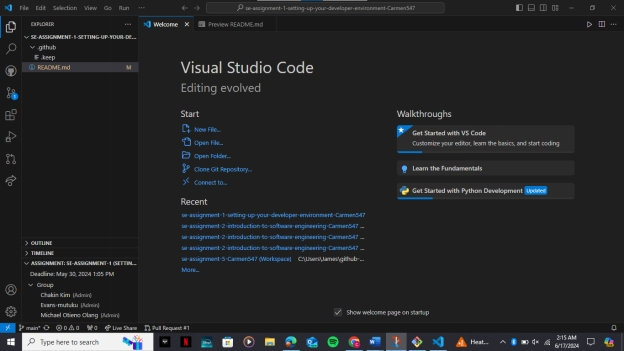 File Edit Selection View Go Run ...
se-assignment-1-setting-up-your-developer-environment-Carmen547
EXPLORER
Welcome
Preview README.md
SE-ASSIGNMENT-1-SETTING-UP-YOUR-DE...
.github
.keep
README.md M
Visual Studio Code
Editing evolved
Start
New File...
Open File...
Open Folder...
Clone Git Repository...
Connect to...
Recent
se-assignment-1-setting-up-your-developer-environment-Carmen547
se-assignment-2-introduction-to-software-engineering-Carmen547 ...
se-assignment-2-introduction-to-software-engineering-Carmen547 ...
se-assignment-2-introduction-to-software-engineering-Carmen547 ...
se-assignment-5-Carmen547 (Workspace) C:\Users\James\github-...
More...
Walkthroughs
Get Started with VS Code
Customize your editor, learn the basics, and start coding
Learn the Fundamentals
Get Started with Python Development Updated
OUTLINE
TIMELINE
ASSIGNMENT: SE-ASSIGNMENT-1 (SETTIN...
Deadline: May 30, 2024 1:05 PM
Group
Chakin Kim (Admin)
Evans-mutuku (Admin)
Michael Otieno Olang (Admin)
Show welcome page on startup
main* 0 0 0 Live Share Pull Request #1
Type here to search
Heat...
2:15 AM
6/17/2024